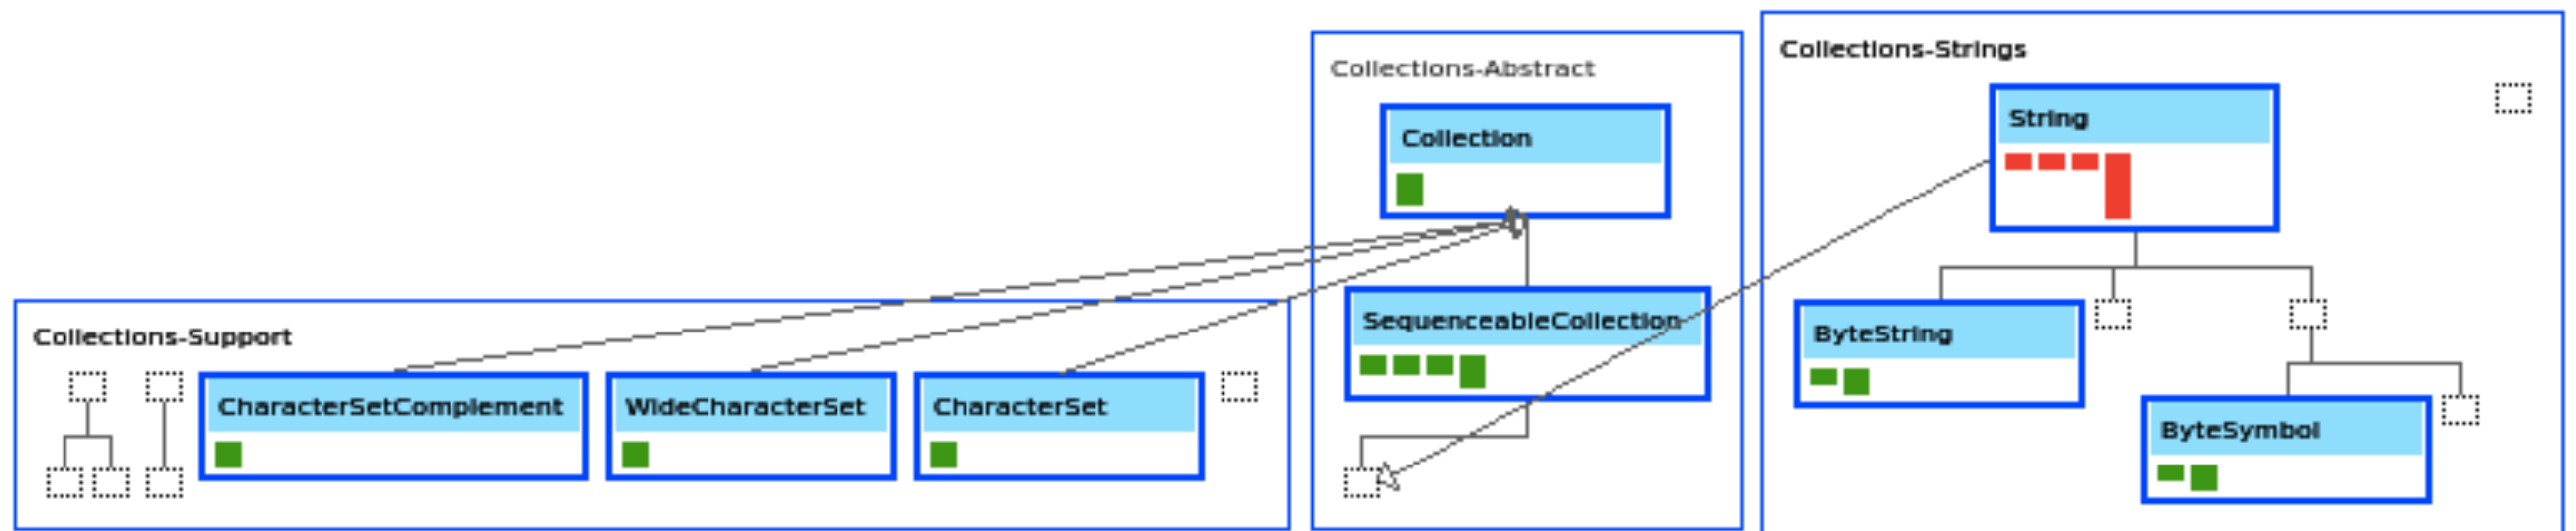 Collections-Support
CharacterSetComplement
WideCharacterSet
CharacterSet
Collections-Abstract
Collection
SequenceableCollection
Collections-Strings
String
ByteString
ByteSymbol